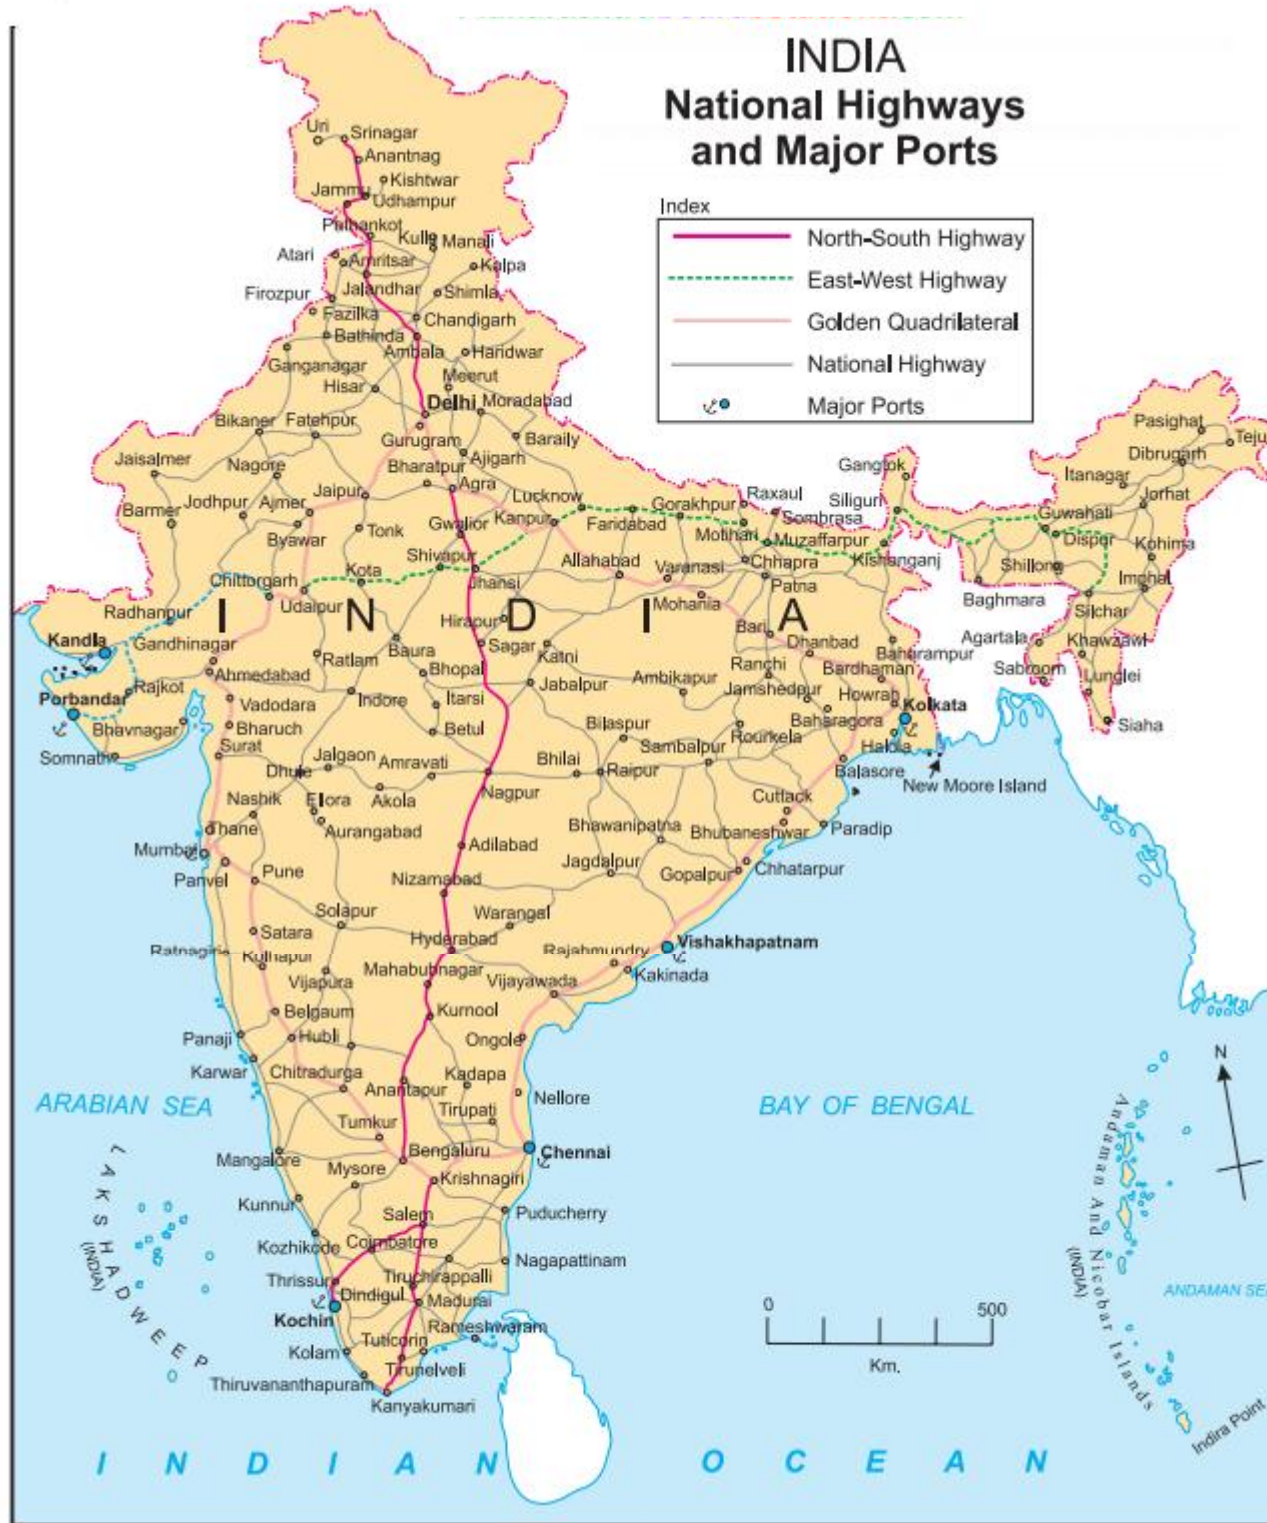 INDIA
National Highways
and Major Ports
Index
North-South Highway
East-West Highway
Golden Quadrilateral
National Highway
Major Ports
Uri
Srinagar
Anantnag
Kishtwar
Jammu
Udhampur
Pathankot
Kullo
Manali
Atari
Amritsar
Kalpa
Jalandhar
Shimla
Firozpur
Fazilka
Chandigarh
Bathinda
Ambala
Haridwar
Ganganagar
Hisar
Meerut
Delhi
Moradabad
Bikaner
Fatehpur
Gurugram
Baraily
Jaisalmer
Nagore
Bharatpur
Ajigarh
Jaipur
Agra
Jodhpur
Ajmer
Barmer
Byawar
Tonk
Gwalior
Lucknow
Kanpur
Faridabad
Gorakhpur
Raxaul
Sombrasa
Motihari
Muzaffarpur
Gangtok
Siliguri
Kishanganj
Pasighat
Teju
Dibrugarh
Itanagar
Jorhat
Guwahati
Dispur
Kohima
Shillong
Imphal
Baghmara
Silchar
Agartala
Khawzawl
Sabroom
Lunglei
Siaha
Shivapur
Kota
Jhansi
Allahabad
Varanasi
Chhapra
Patna
Mohania
Chittorgarh
Udaipur
Radhanpur
I N D I A
Hirapur
Kandla
Gandhinagar
Bari
Dhanbad
Baharampur
Ahmedabad
Ratlam
Baura
Bhopal
Sagar
Katni
Ranchi
Bardhaman
Porbandar
Rajkot
Vadodara
Indore
Itarsi
Jabalpur
Ambikapur
Jamshedpur
Howrah
Kolkata
Bhavnagar
Bharuch
Betul
Bilaspur
Baharagora
Somnath
Surat
Jalgaon
Amravati
Bhilai
Sambalpur
Rourkela
Haldia
Dhule
Akola
Nagpur
Raipur
Balasore
New Moore Island
Nashik
Ellora
Aurangabad
Cuttack
Thane
Bhawanipatna
Bhubaneshwar
Paradip
Mumbai
Adilabad
Jagdalpur
Gopalpur
Chhatarpur
Panvel
Pune
Nizamabad
Solapur
Warangal
Satara
Hyderabad
Rajahmundry
Vishakhapatnam
Ratnagiri
Kolhapur
Vijapura
Mahabubnagar
Vijayawada
Kakinada
Belgaum
Kurnool
Panaji
Hubli
Ongole
Karwar
Chitradurga
Anantapur
Kadapa
Nellore
ARABIAN SEA
BAY OF BENGAL
Tumkur
Tirupati
Mangalore
Bengaluru
Chennai
Mysore
Krishnagiri
Kunnur
Salem
Puducherry
Kozhikode
Coimbatore
Nagapattinam
Thrissur
Tiruchirappalli
Dindigul
Madurai
Kochin
Rameshwaram
Kolam
Tuticorin
Tirunelveli
Thiruvananthapuram
Kanyakumari
LAKSHADWEEP
(INDIA)
0 500
Km.
N
Andaman And Nicobar Islands
(INDIA)
ANDAMAN SE
Indira Point
INDIAN OCEAN